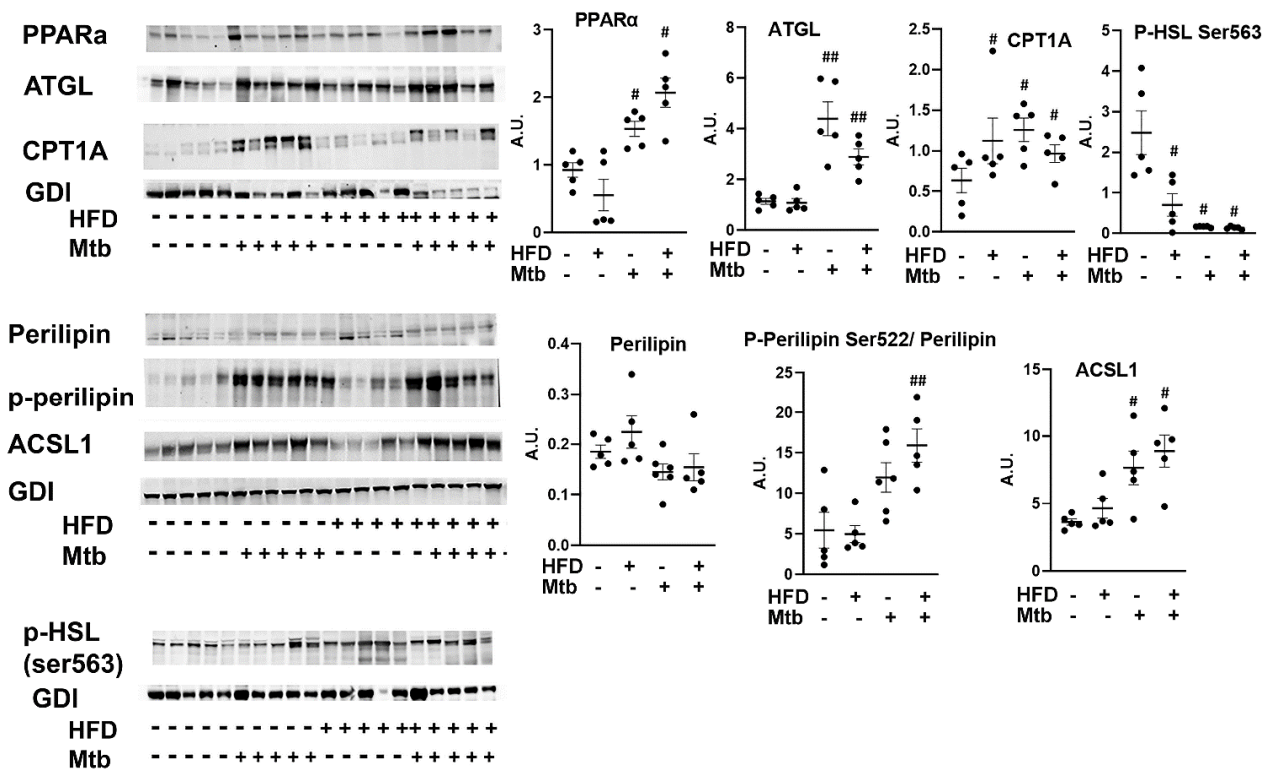 PPARa
ATGL
CPT1A
GDI
HFD - - - - - - - - - - + + + + + + + + + +
Mtb - - - - - + + + + + - - - - - + + + + +
PPARα
#
#
3
2
1
0
A.U.
HFD - + - +
Mtb - - + +
ATGL
##
##
8
6
4
2
0
A.U.
HFD - + - +
Mtb - - + +
CPT1A
#
#
#
2.5
2.0
1.5
1.0
0.5
0.0
A.U.
HFD - + - +
Mtb - - + +
P-HSL Ser563
#
#
#
5
4
3
2
1
0
A.U.
HFD - + - +
Mtb - - + +
Perilipin
p-perilipin
ACSL1
GDI
HFD - - - - - - - - - - + + + + + + + + + +
Mtb - - - - - + + + + + - - - - - + + + + -
Perilipin
0.4
0.3
0.2
0.1
0.0
A.U.
HFD - + - +
Mtb - - + +
P-Perilipin Ser522/ Perilipin
##
25
20
15
10
5
0
A.U.
HFD - + - +
Mtb - - + +
ACSL1
#
#
15
10
5
0
A.U.
HFD - + - +
Mtb - - + +
p-HSL
(ser563)
GDI
HFD - - - - - - - - - - + + + + + + + + + +
Mtb - - - - - + + + + + - - - - - + + + + +